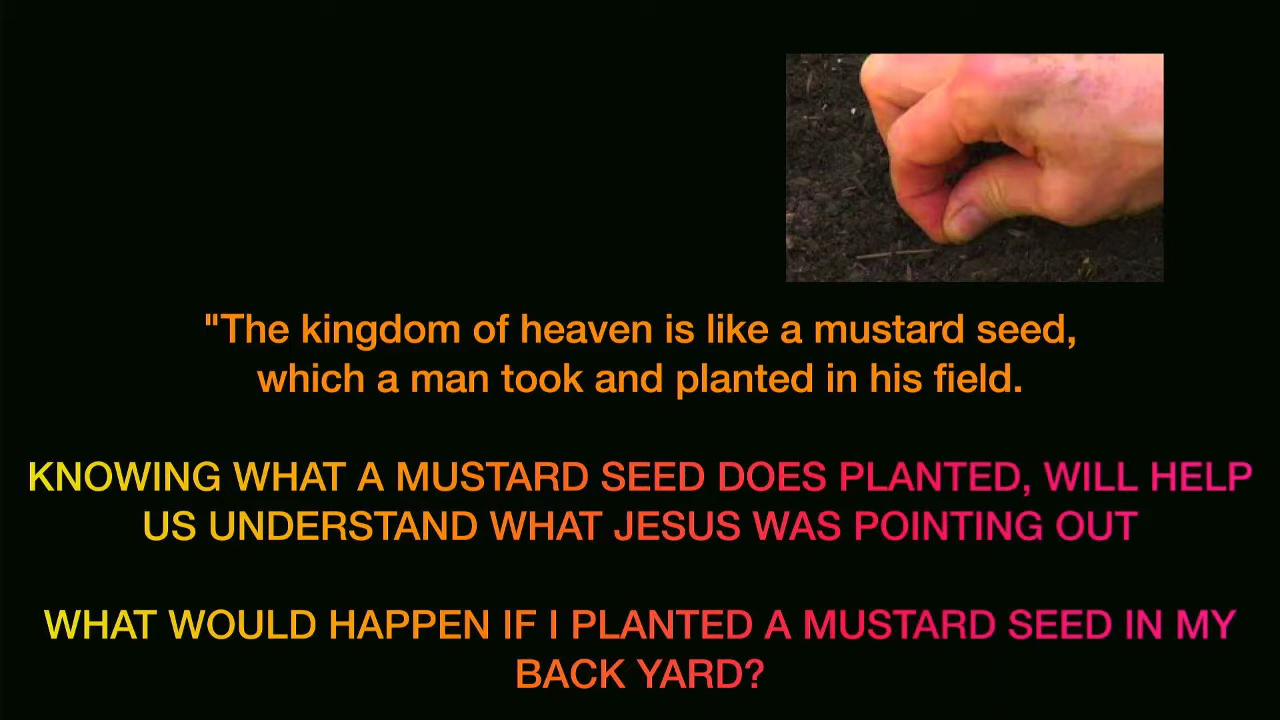 "The kingdom of heaven is like a mustard seed,
which a man took and planted in his field.
KNOWING WHAT A MUSTARD SEED DOES PLANTED, WILL HELP
US UNDERSTAND WHAT JESUS WAS POINTING OUT
WHAT WOULD HAPPEN IF I PLANTED A MUSTARD SEED IN MY
BACK YARD?